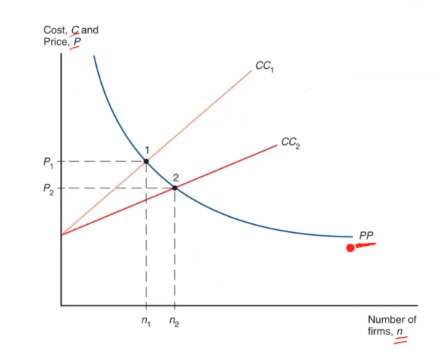 Cost, C and
Price, P
CC₁
1
CC₂
P₁
2
P₂
PP
n₁
n₂
Number of
firms, n